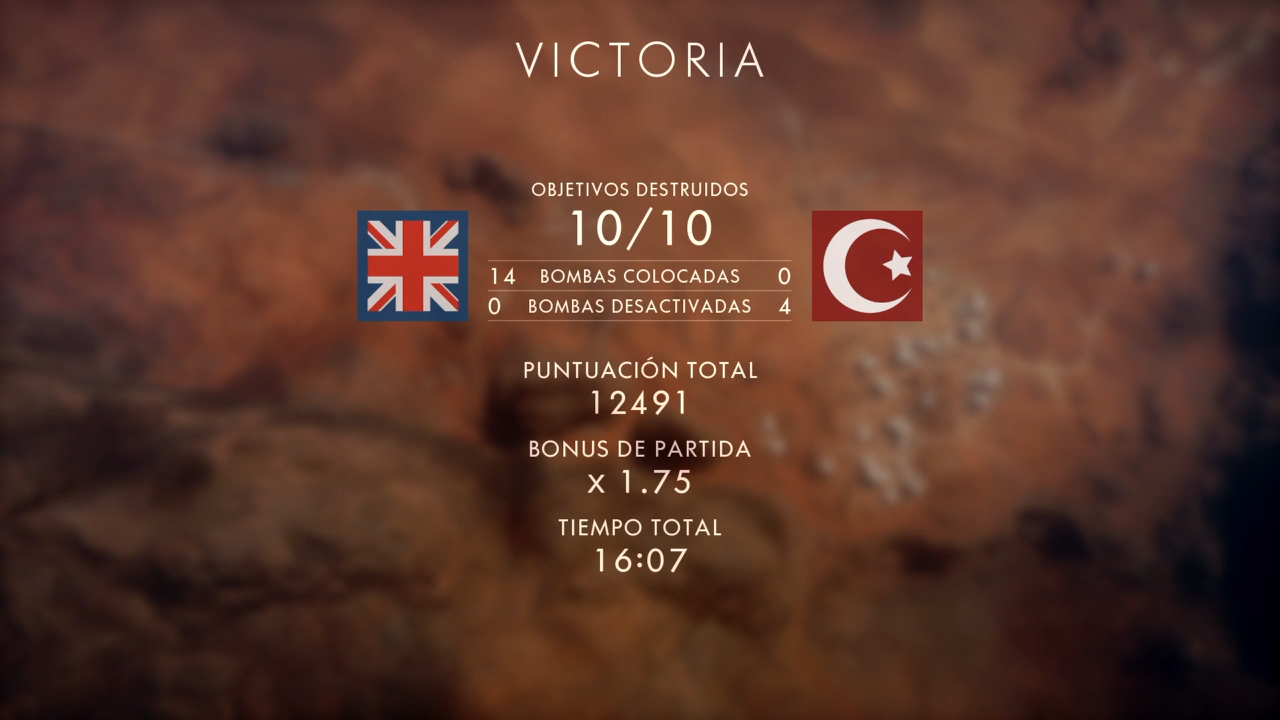 VICTORIA
OBJETIVOS DESTRUIDOS
10/10
14 BOMBAS COLOCADAS 0
0 BOMBAS DESACTIVADAS 4
PUNTUACIÓN TOTAL
12491
BONUS DE PARTIDA
x 1.75
TIEMPO TOTAL
16:07